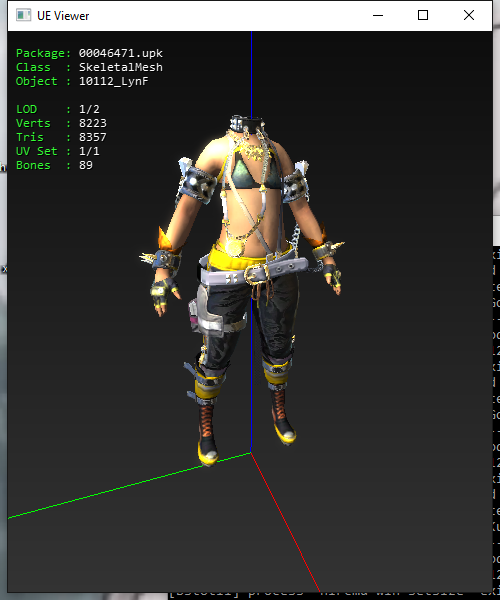 UE Viewer
Package: 00046471.upk
Class : SkeletalMesh
Object : 10112_LynF
LOD : 1/2
Verts : 8223
Tris : 8357
UV Set : 1/1
Bones : 89